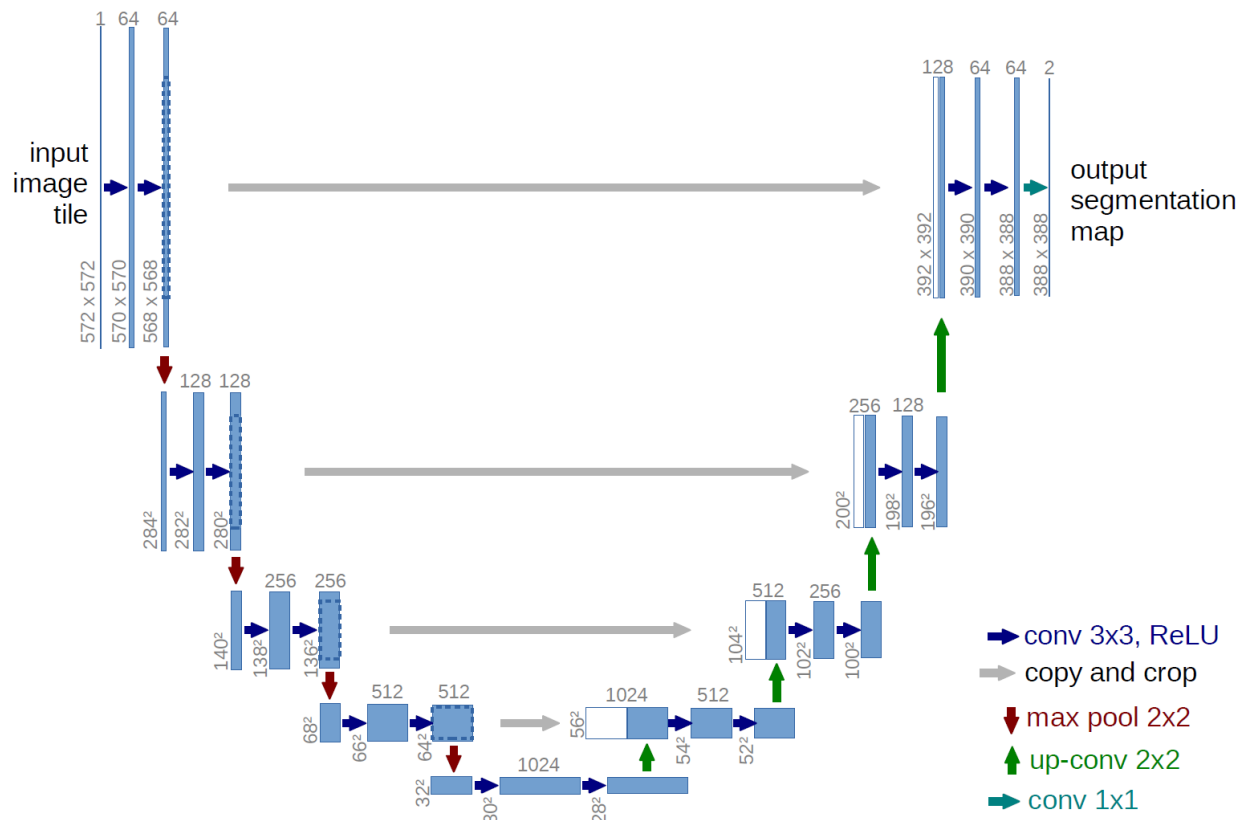 1 64 64
input
image
tile
572 x 572
570 x 570
568 x 568
128 64 64 2
output
segmentation
map
392 x 392
390 x 390
388 x 388
388 x 388
128 128
284²
282²
280²
256 128
200²
198²
196²
256 256
140²
138²
136²
512 256
104²
102²
100²
512 512
68²
66²
64²
1024 512
56²
54²
52²
1024
32²
30²
28²
conv 3x3, ReLU
copy and crop
max pool 2x2
up-conv 2x2
conv 1x1